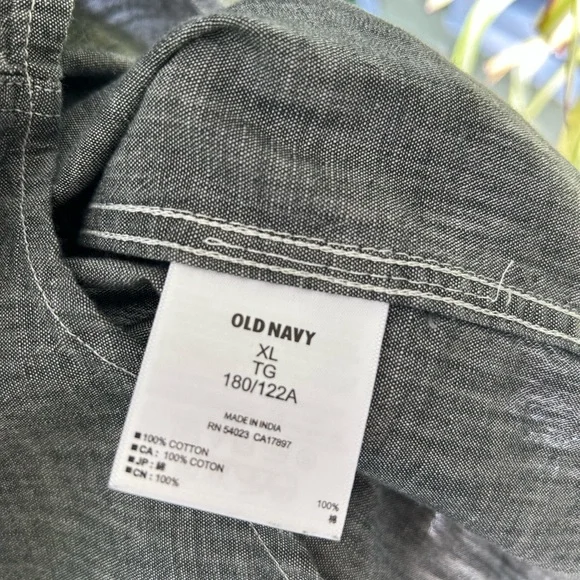 OLD NAVY
XL
TG
180/122A
MADE IN INDIA
RN 54023 CA17897
■100% COTTON
■CA: 100% COTON
■JP: 綿
■CN: 100%
100%
棉